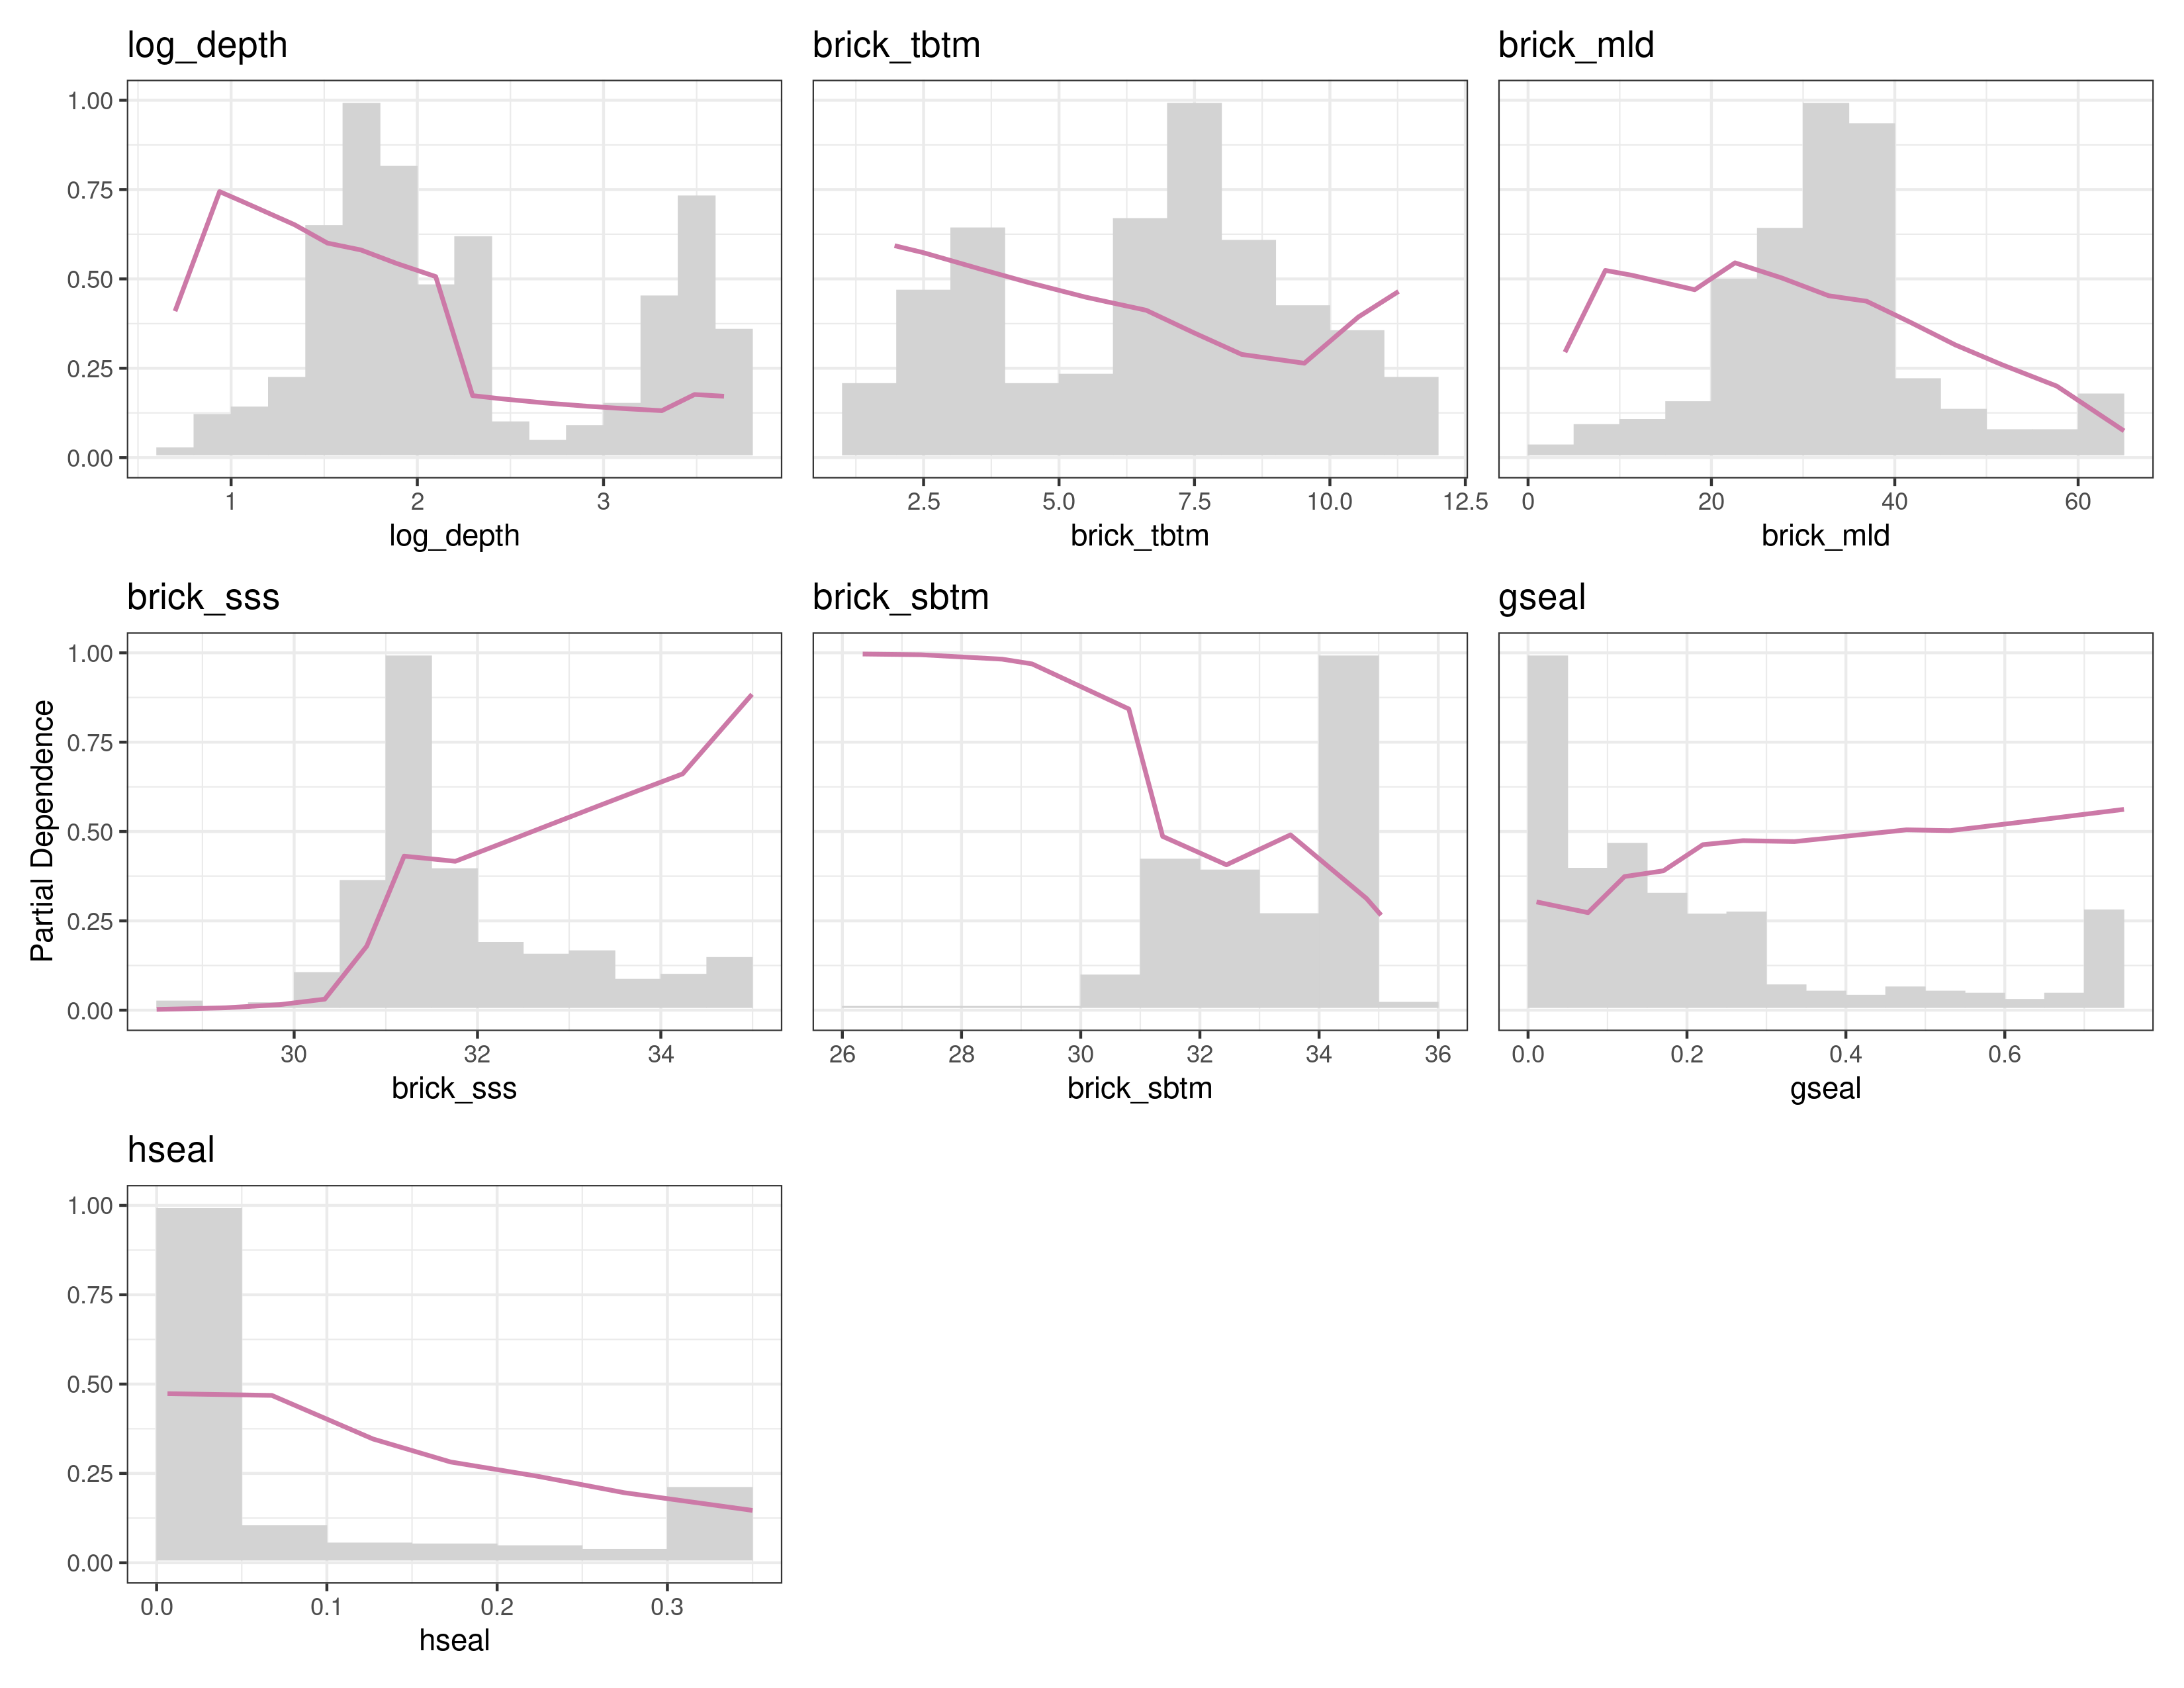 log_depth
brick_tbtm
brick_mld
1.00
0.75
0.50
0.25
0.00
1 2 3
2.5 5.0 7.5 10.0 12.5
0 20 40 60
log_depth
brick_tbtm
brick_mld
brick_sss
brick_sbtm
gseal
Partial Dependence
1.00
0.75
0.50
0.25
0.00
30 32 34
26 28 30 32 34 36
0.0 0.2 0.4 0.6
brick_sss
brick_sbtm
gseal
hseal
1.00
0.75
0.50
0.25
0.00
0.0 0.1 0.2 0.3
hseal